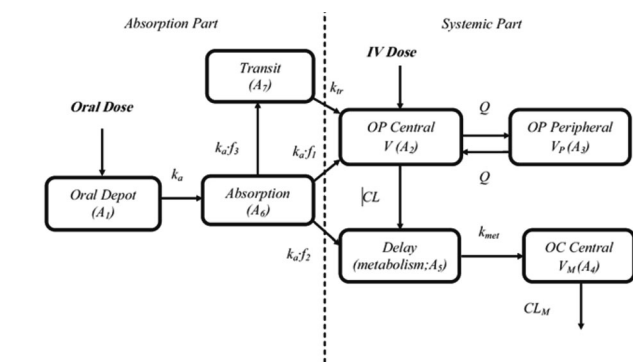 Absorption Part
Systemic Part
Transit
(A7)
IV Dose
ktr
Oral Dose
OP Central
V (A2)
Q
OP Peripheral
VP (A3)
Q
ka·f3
ka·f1
ka
Oral Depot
(A1)
Absorption
(A6)
|CL
ka·f2
Delay
(metabolism;A5)
kmet
OC Central
VM (A4)
CLM